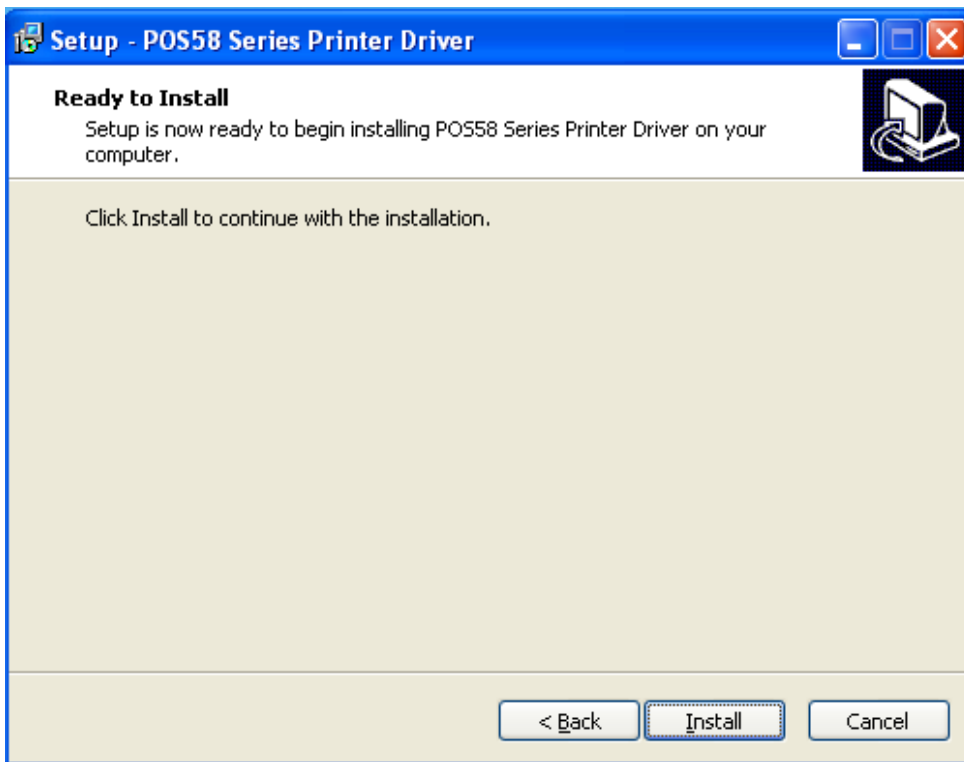 Setup - POS58 Series Printer Driver
Ready to Install
Setup is now ready to begin installing POS58 Series Printer Driver on your
computer.
Click Install to continue with the installation.
< Back
Install
Cancel